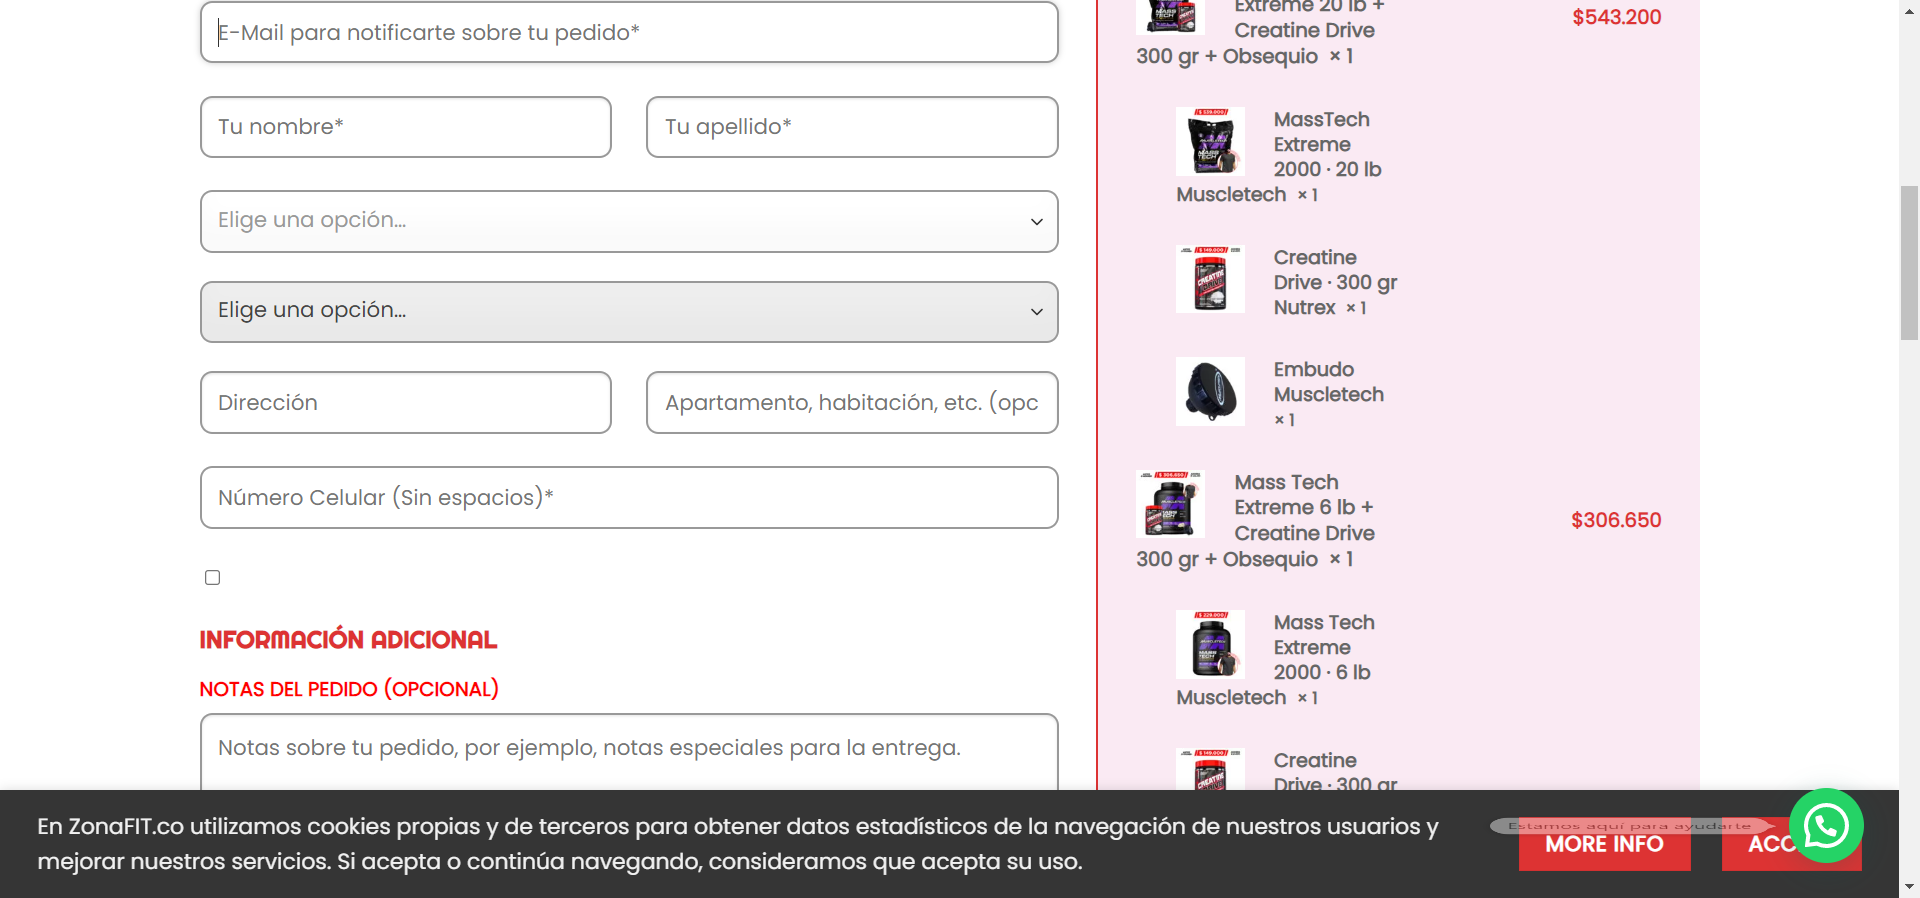 E-Mail para notificarte sobre tu pedido*
Tu nombre*
Tu apellido*
Elige una opción...
Elige una opción...
Dirección
Apartamento, habitación, etc. (opc
Número Celular (Sin espacios)*
INFORMACIÓN ADICIONAL
NOTAS DEL PEDIDO (OPCIONAL)
Notas sobre tu pedido, por ejemplo, notas especiales para la entrega.
Extreme 20 lb +
Creatine Drive
300 gr + Obsequio × 1
$543.200
MassTech
Extreme
2000 · 20 lb
Muscletech × 1
Creatine
Drive · 300 gr
Nutrex × 1
Embudo
Muscletech
× 1
Mass Tech
Extreme 6 lb +
Creatine Drive
300 gr + Obsequio × 1
$306.650
Mass Tech
Extreme
2000 · 6 lb
Muscletech × 1
Creatine
Drive · 300 gr
En ZonaFIT.co utilizamos cookies propias y de terceros para obtener datos estadísticos de la navegación de nuestros usuarios y
mejorar nuestros servicios. Si acepta o continúa navegando, consideramos que acepta su uso.
Estamos aquí para ayudarte
MORE INFO
ACC